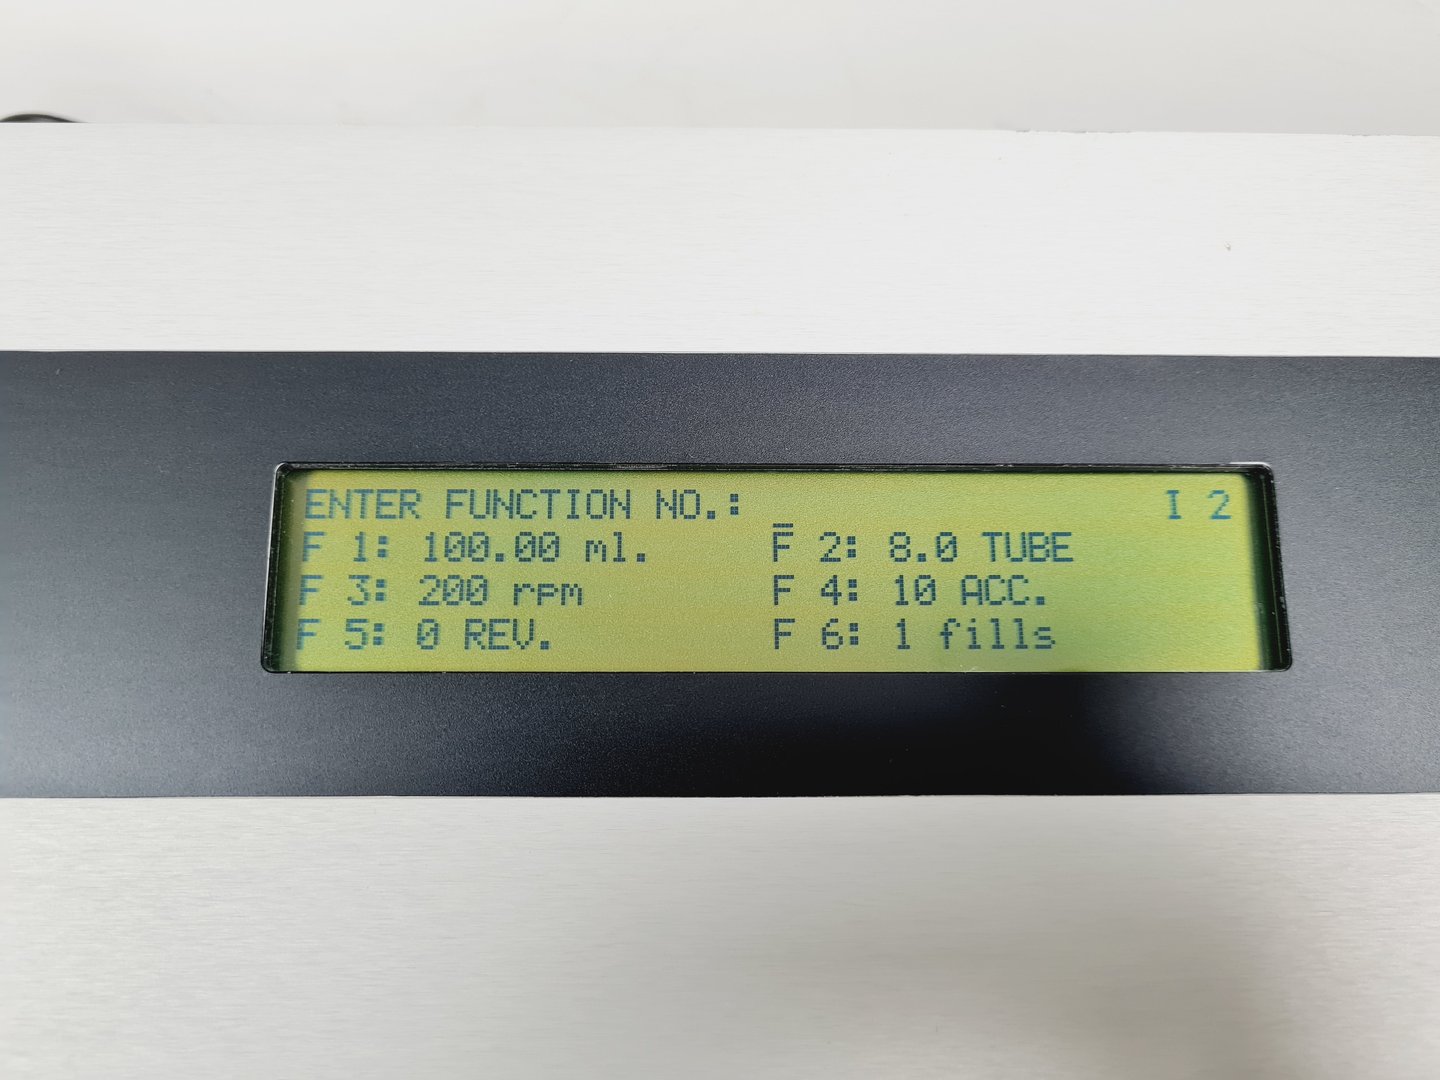 ENTER FUNCTION NO.: I 2
F 1: 100.00 ml. F 2: 8.0 TUBE
F 3: 200 rpm F 4: 10 ACC.
F 5: 0 REV. F 6: 1 fills